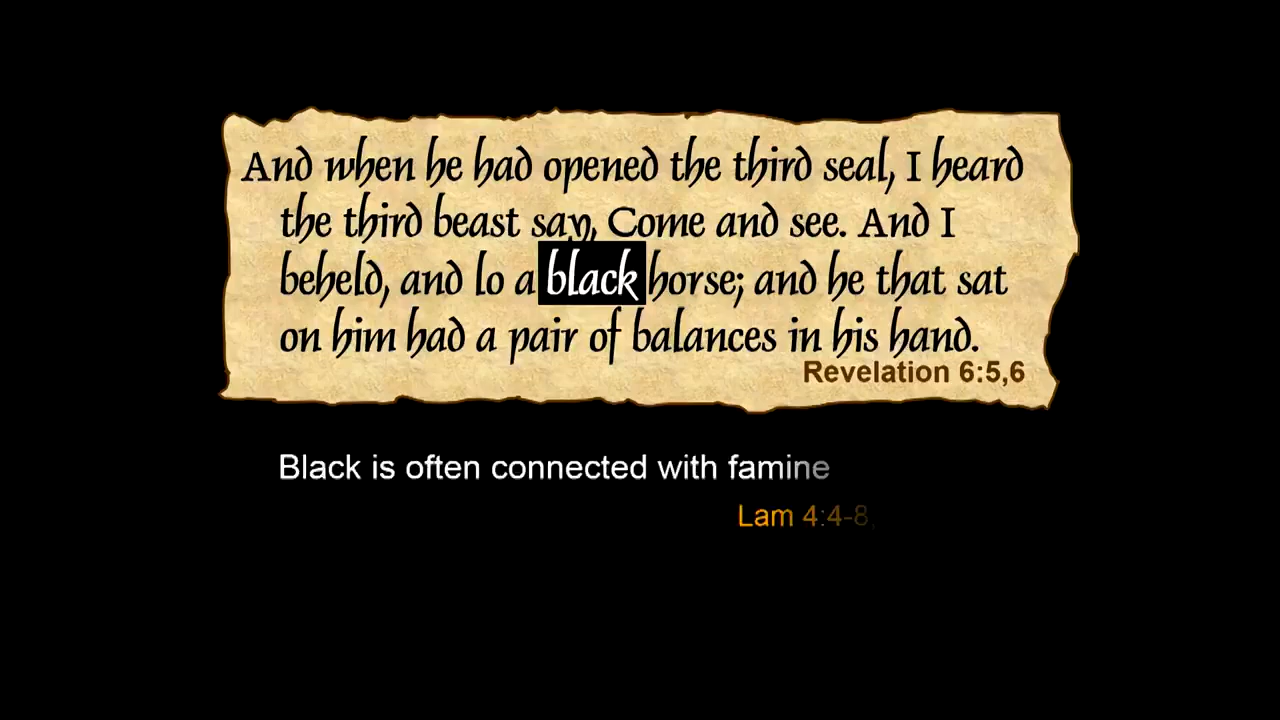 And when he had opened the third seal, I heard
the third beast say, Come and see. And I
beheld, and lo a black horse; and he that sat
on him had a pair of balances in his hand.
Revelation 6:5,6
Black is often connected with famine
Lam 4:4-8,